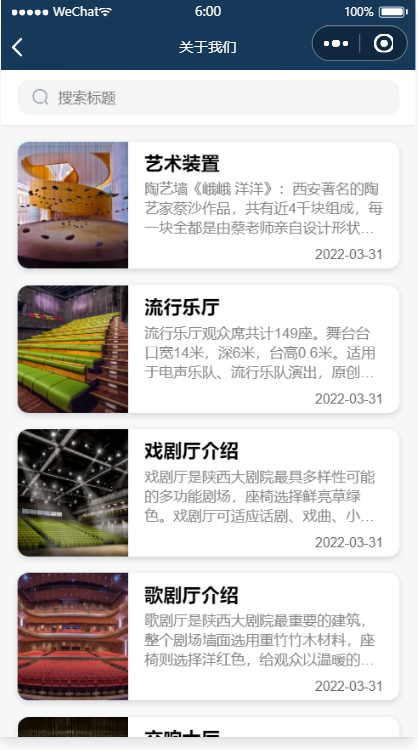 WeChat
6:00
100%
关于我们
搜索标题
艺术装置
陶艺墙《峨峨 洋洋》：西安著名的陶
艺家蔡沙作品，共有近4千块组成，每
一块全都是由蔡老师亲自设计形状...
2022-03-31
流行乐厅
流行乐厅观众席共计149座。舞台台
口宽14米，深6米，台高0.6米。适用
于电声乐队、流行乐队演出，原创...
2022-03-31
戏剧厅介绍
戏剧厅是陕西大剧院最具多样性可能
的多功能剧场，座椅选择鲜亮草绿
色。戏剧厅可适应话剧、戏曲、小...
2022-03-31
歌剧厅介绍
歌剧厅是陕西大剧院最重要的建筑，
整个剧场墙面选用重竹竹木材料，座
椅则选择洋红色，给观众以温暖的...
2022-03-31